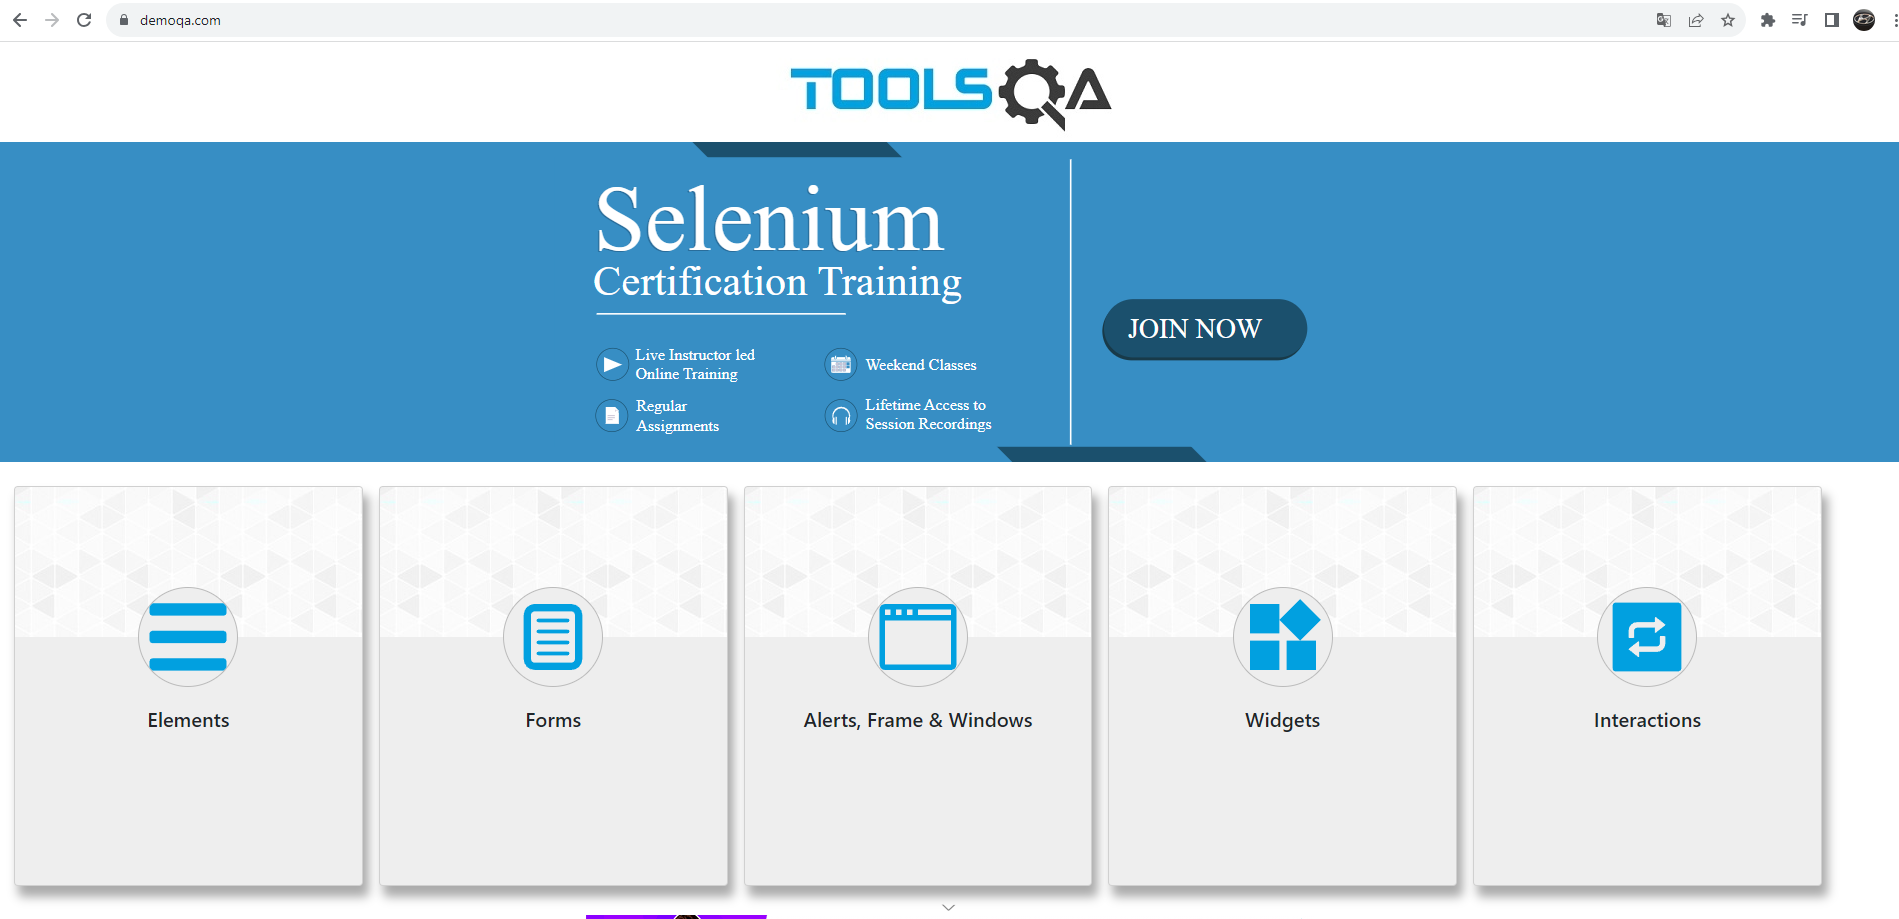 demoqa.com
TOOLSQA
Selenium
Certification Training
JOIN NOW
Live Instructor led
Online Training
Weekend Classes
Regular
Assignments
Lifetime Access to
Session Recordings
Elements
Forms
Alerts, Frame & Windows
Widgets
Interactions